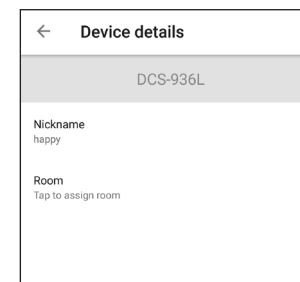 Device details
DCS-936L
Nickname
happy
Room
Tap to assign room